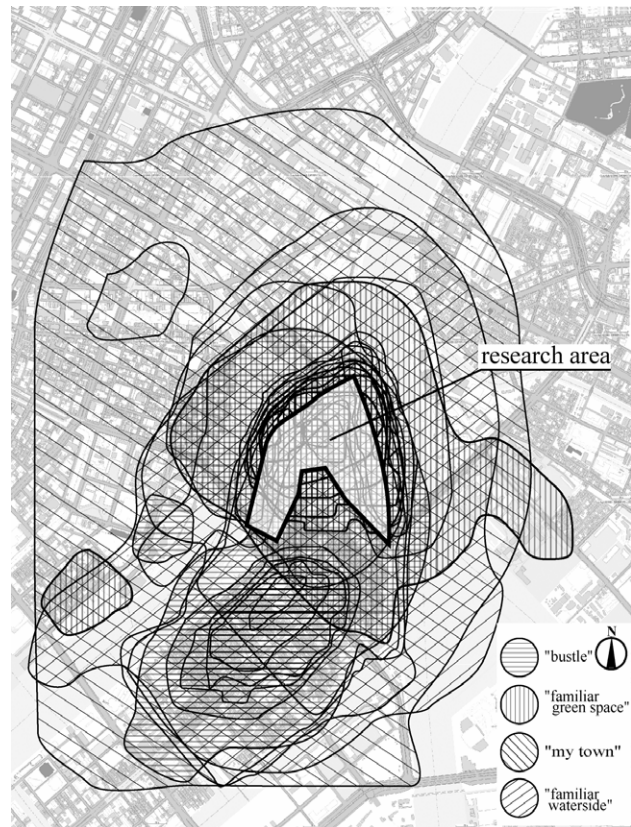 research area
N
"bustle"
"familiar
green space"
"my town"
"familiar
waterside"